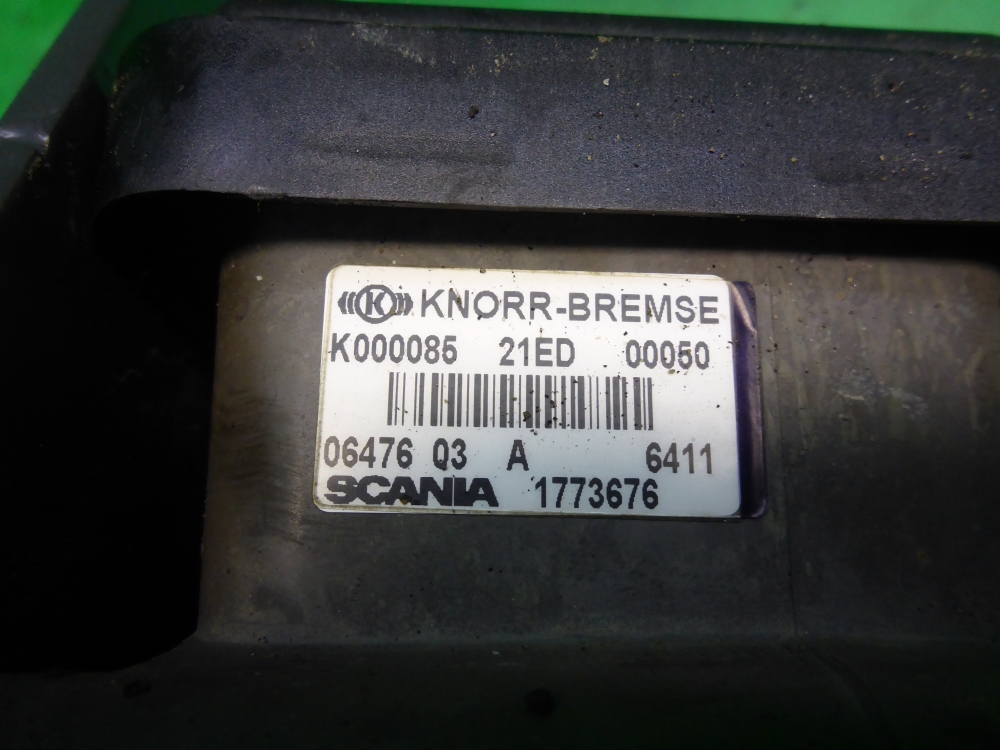 K KNORR-BREMSE
K000085 21ED 00050
06476 Q3 A 6411
SCANIA 1773676